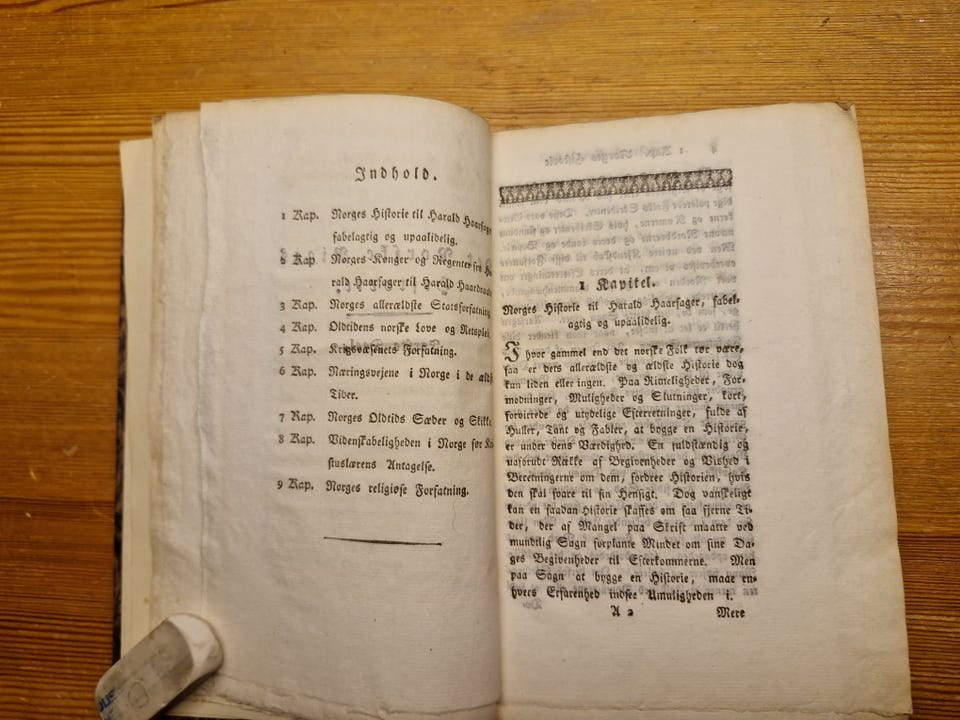 Indhold.
1 Kap. Norges Historie til Harald Haarfager
fabelagtig og upaalidelig.
2 Kap. Norges Konger og Regenter fra
rald Haarfager til Harald
3 Kap. Norges allerældste Statsforfatning
4 Kap. Oldtidens norske Love og Retsplei
5 Kap. Krigsvæsenets Forfatning.
6 Kap. Næringsvejene i Norge i de æld
Tider.
7 Kap. Norges Oldtids Sæder og Skikke
8 Kap. Videnskabeligheden i Norge før
stuslærens Antagelse.
9 Kap. Norges religiøse Forfatning.
1 Kapitel.
Norges Historie til Harald Haarfager, fabel-
agtig og upaalidelig.
I hvor gammel end det norske Folk tør være,
saa er dets allerældste og ældste Historie dog
kun liden eller ingen. Paa Rimeligheder, For-
modninger, Muligheder og Slutninger, kort,
forvirrede og utydelige Efterretninger, fulde af
Huller, Tant og Fabler, at bygge en Historie,
er under dens Værdighed. En fuldstændig og
uafbrudt Række af Begivenheder og Vished i
Beretningerne om dem, fordrer Historien, hvis
den skal svare til sin Hensigt. Dog vanskeligt
kan en saadan Historie skaffes om saa fjerne Ti-
der, der af Mangel paa Skrift maatte ved
mundtlig Sagn forplante Mindet om sine Da-
ges Begivenheder til Efterkommerne. Men
paa Sagn at bygge en Historie, maae en-
hvers Erfarenhed indsee Umuligheden i.
A 2 Mere